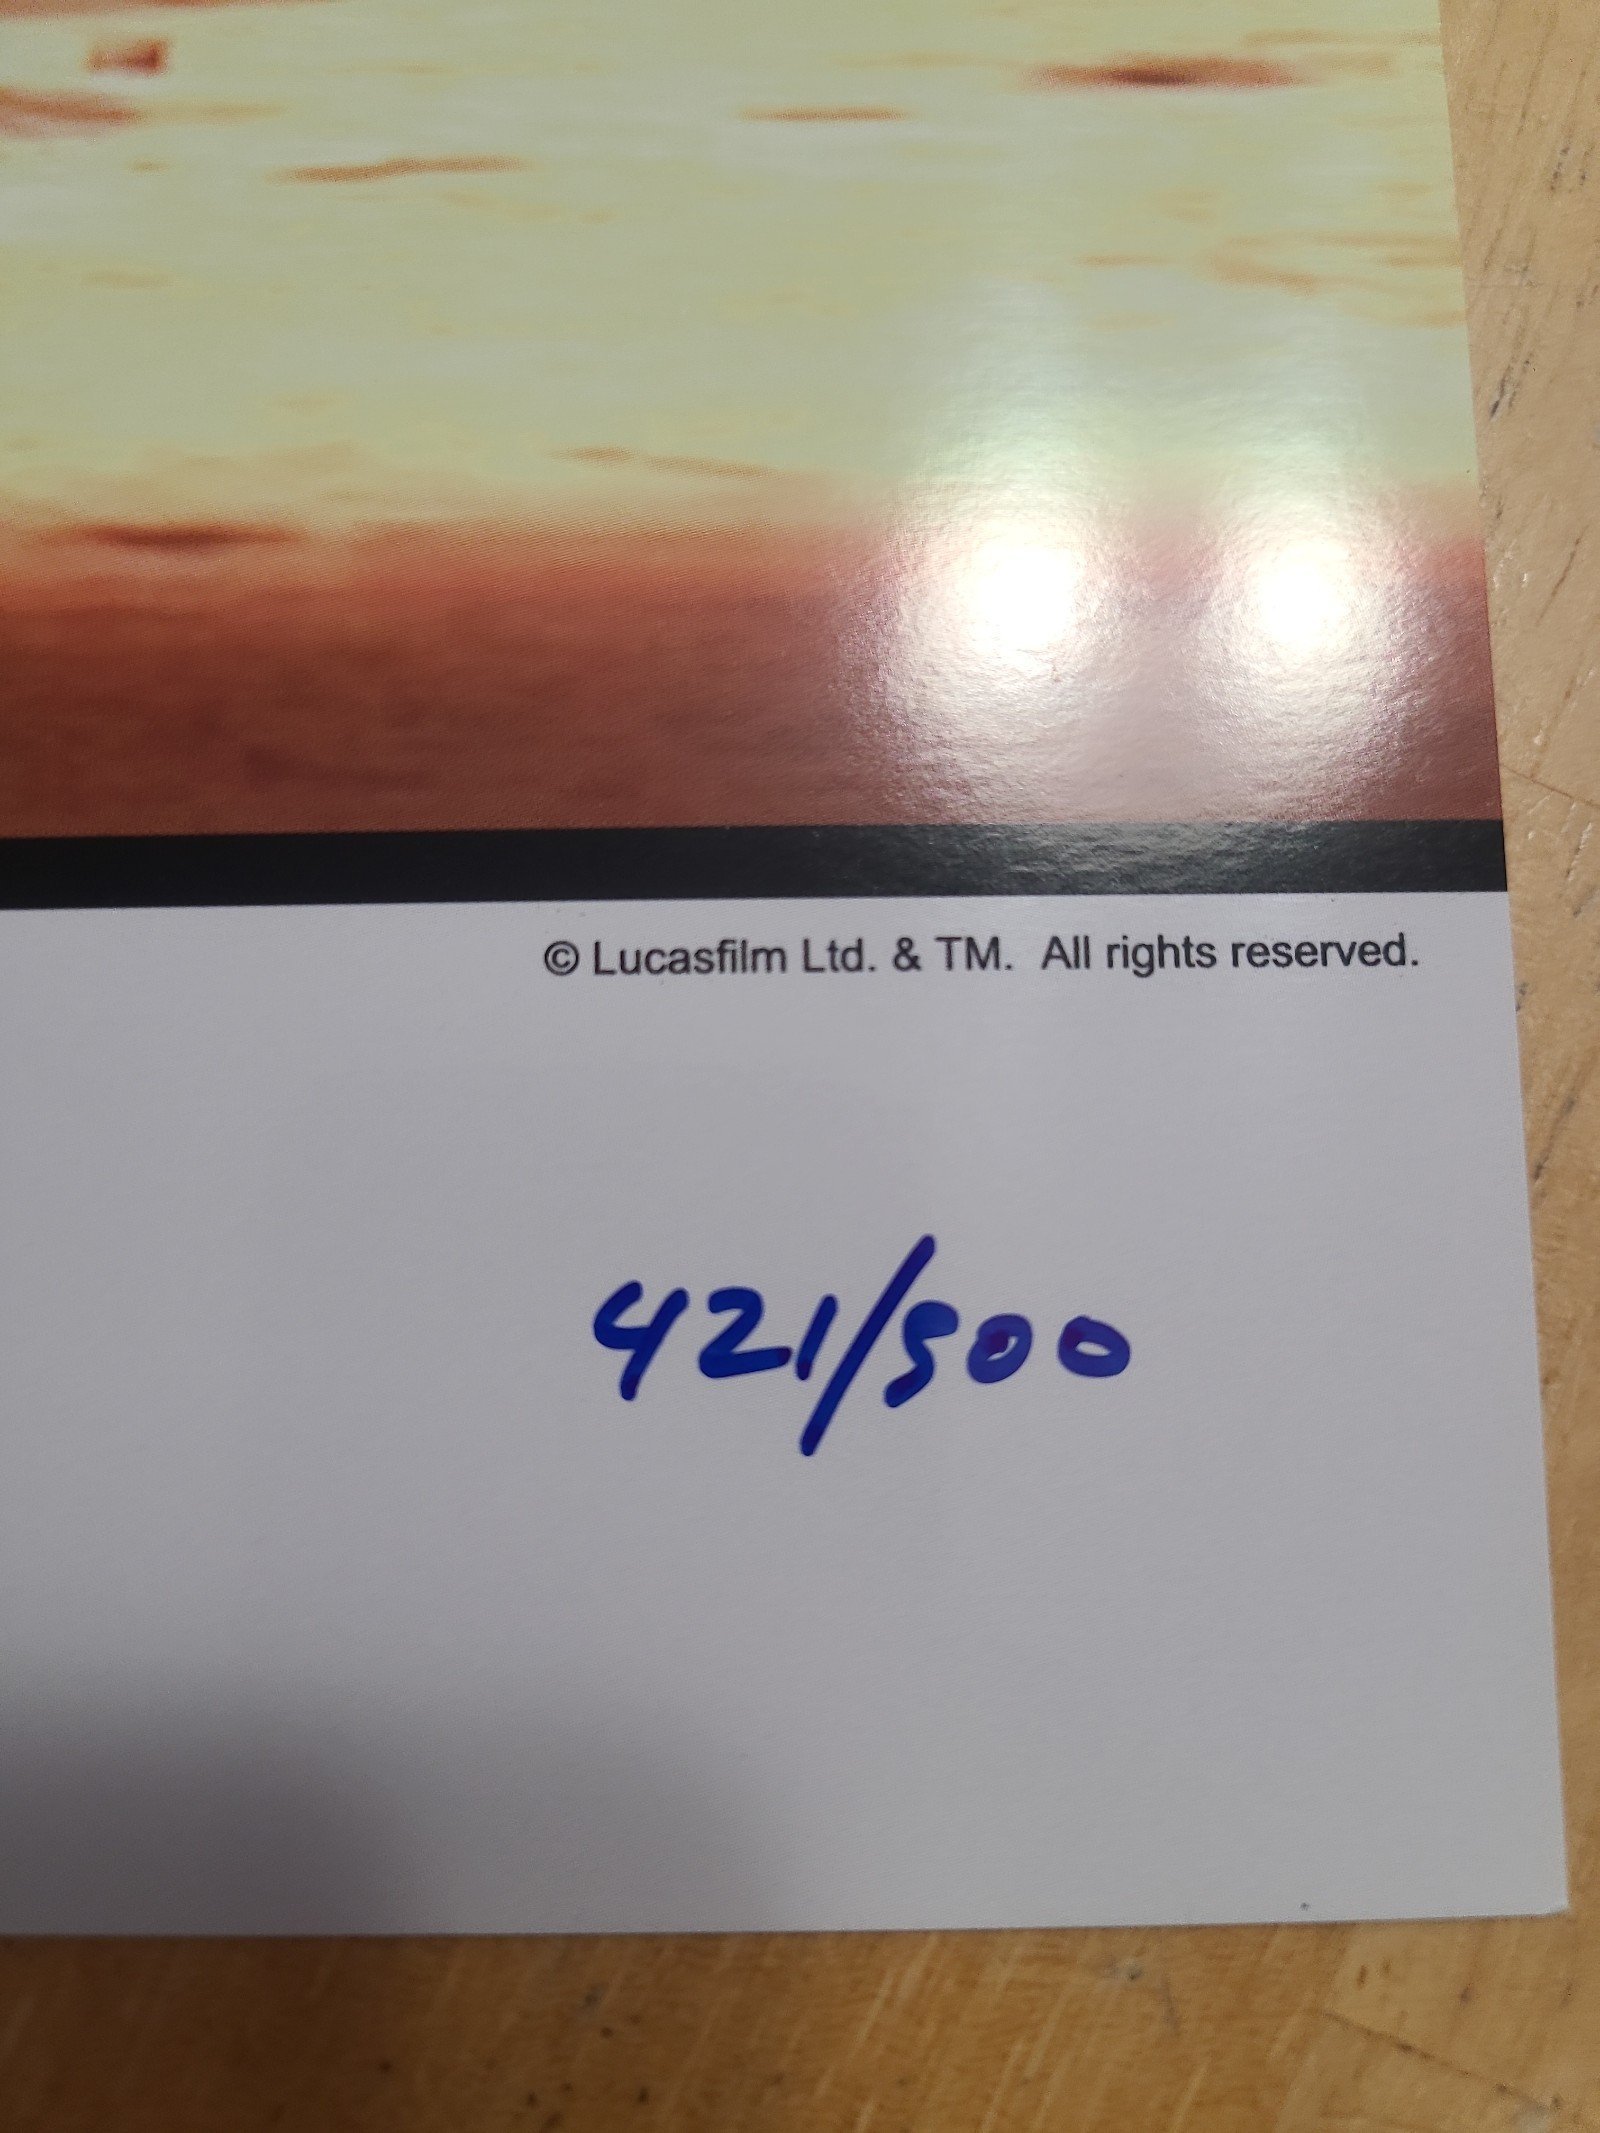 © Lucasfilm Ltd. & TM. All rights reserved.
421/500